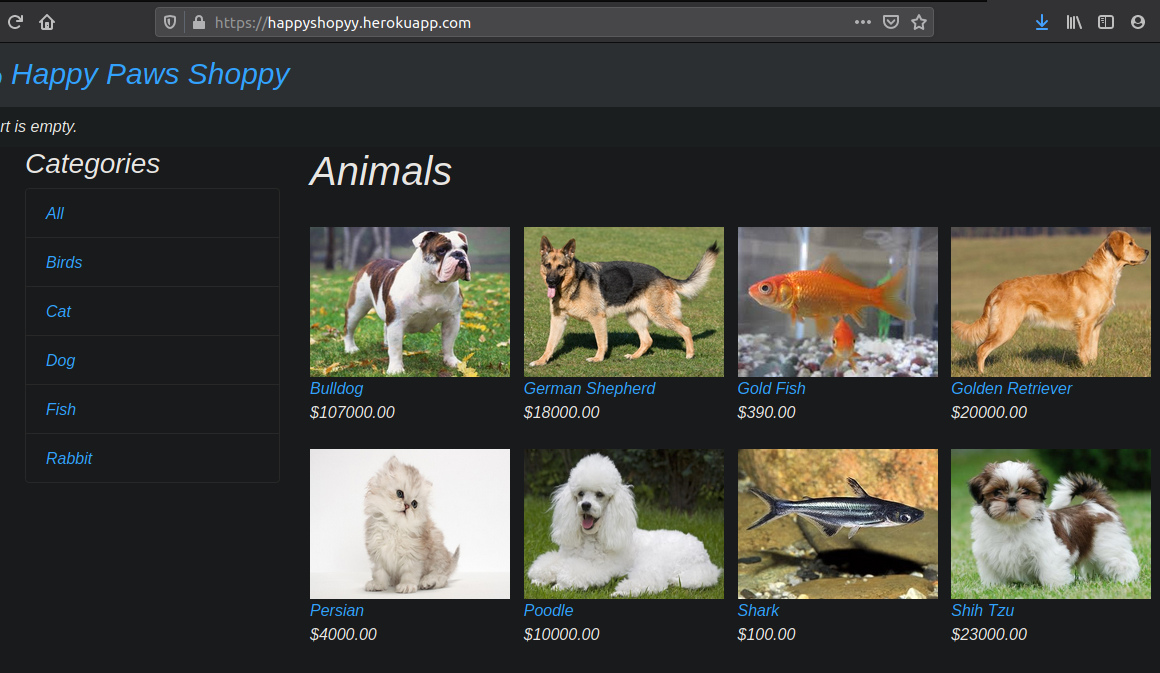 https://happyshopyy.herokuapp.com
Happy Paws Shoppy
rt is empty.
Categories
All
Birds
Cat
Dog
Fish
Rabbit
Animals
Bulldog
$107000.00
German Shepherd
$18000.00
Gold Fish
$390.00
Golden Retriever
$20000.00
Persian
$4000.00
Poodle
$10000.00
Shark
$100.00
Shih Tzu
$23000.00